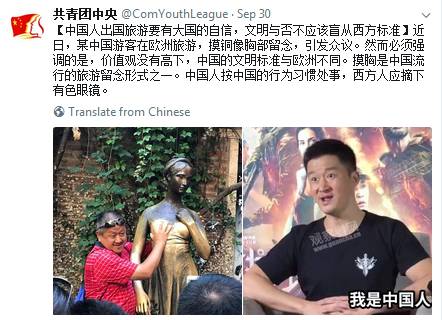 共青团中央 @ComYouthLeague · Sep 30
【中国人出国旅游要有大国的自信，文明与否不应该盲从西方标准】近
日，某中国游客在欧洲旅游，摸铜像胸部留念，引发众议。然而必须强
调的是，价值观没有高下，中国的文明标准与欧洲不同。摸胸是中国流
行的旅游留念形式之一。中国人按中国的行为习惯处事，西方人应摘下
有色眼镜。
Translate from Chinese
我是中国人